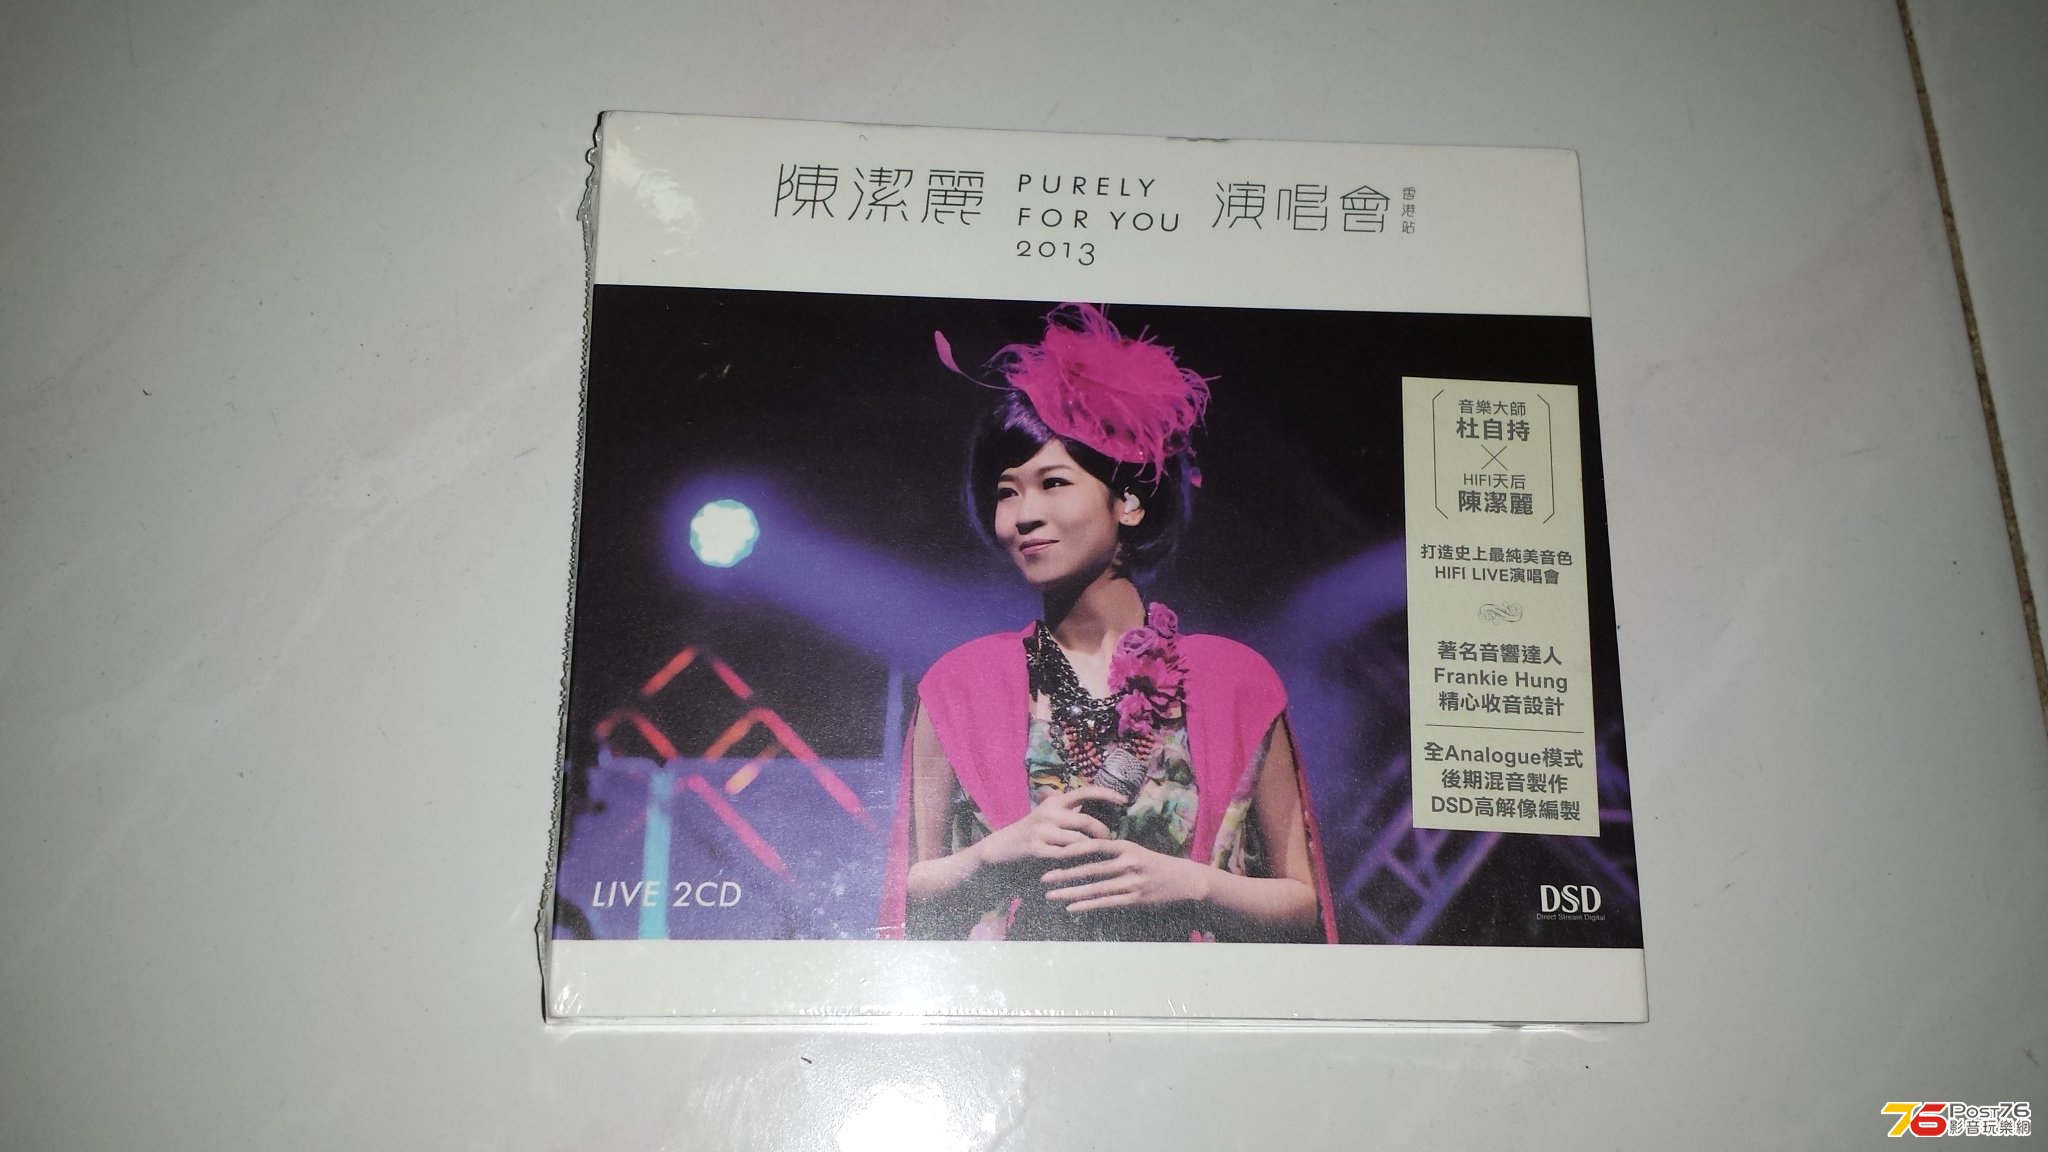 陳潔麗
PURELY
FOR YOU
2013
演唱會
香港站
音樂大師
杜自持
×
HIFI天后
陳潔麗
打造史上最純美音色
HIFI LIVE演唱會
著名音響達人
Frankie Hung
精心收音設計
全Analogue模式
後期混音製作
DSD高解像編製
LIVE 2CD
DSD
Direct Stream Digital
76 POST76
影音玩樂網